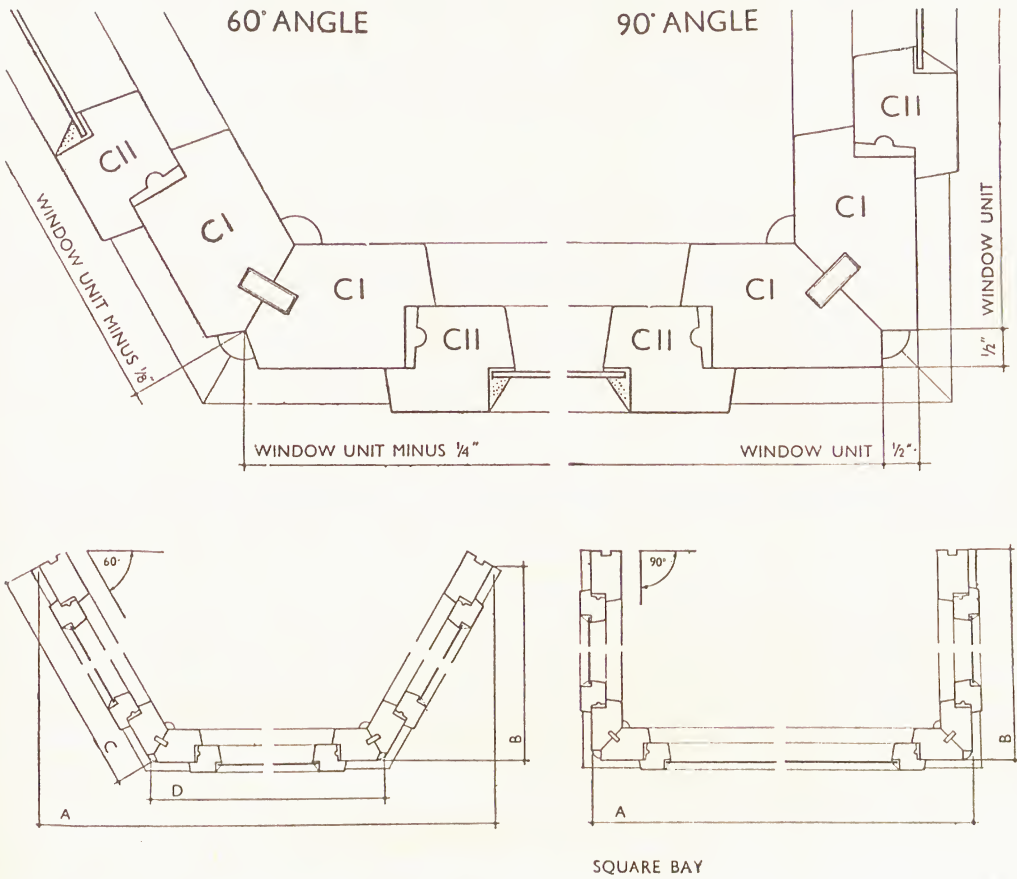 60° ANGLE
90° ANGLE
CII
CII
CI
CI
WINDOW UNIT
WINDOW UNIT MINUS 1/8"
CI
CI
CII
CII
1/2"
WINDOW UNIT MINUS 1/4"
WINDOW UNIT
1/2"
60°
90°
C
B
B
D
A
A
SQUARE BAY